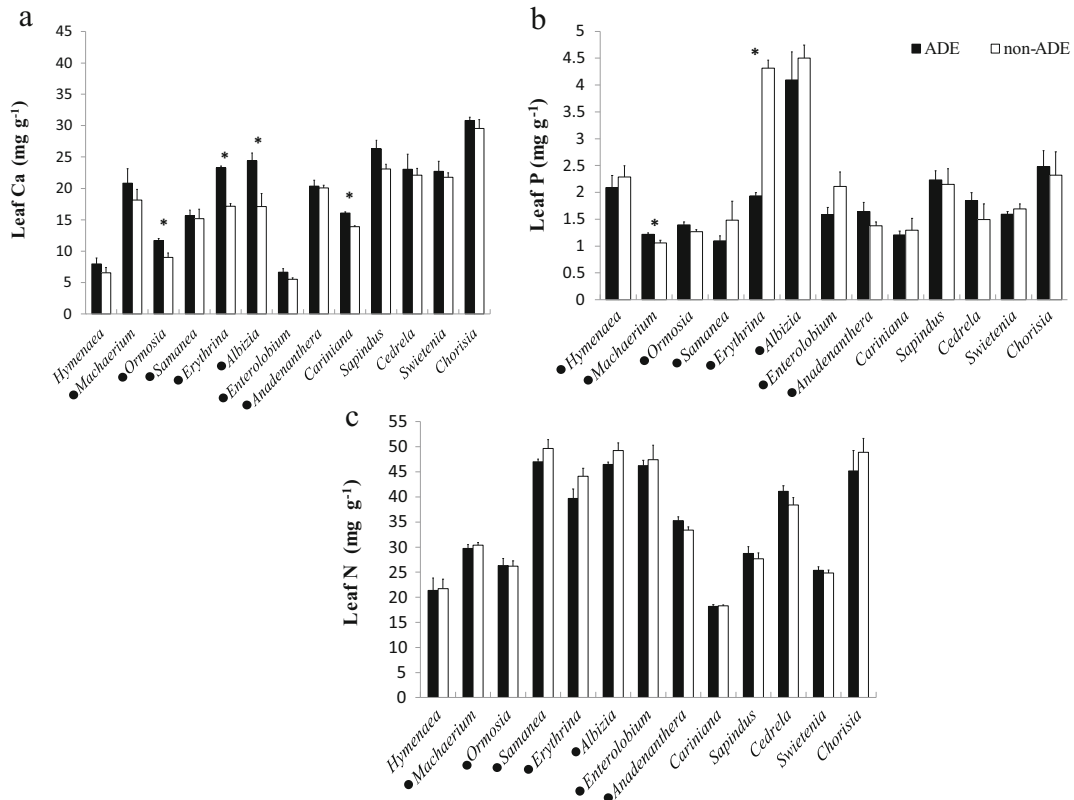 a
Leaf Ca (mg g⁻¹)
45
40
35
30
25
20
15
10
5
0
*
*
*
*
Hymenaea
●Machaerium
●Ormosia
●Samanea
●Erythrina
●Albizia
●Enterolobium
●Anadenanthera
Cariniana
Sapindus
Cedrela
Swietenia
Chorisia
b
Leaf P (mg g⁻¹)
5
4.5
4
3.5
3
2.5
2
1.5
1
0.5
0
ADE non-ADE
*
*
●Hymenaea
●Machaerium
●Ormosia
●Samanea
●Erythrina
●Albizia
●Enterolobium
●Anadenanthera
Cariniana
Sapindus
Cedrela
Swietenia
Chorisia
c
Leaf N (mg g⁻¹)
55
50
45
40
35
30
25
20
15
10
5
0
Hymenaea
●Machaerium
●Ormosia
●Samanea
●Erythrina
●Albizia
●Enterolobium
●Anadenanthera
Cariniana
Sapindus
Cedrela
Swietenia
Chorisia